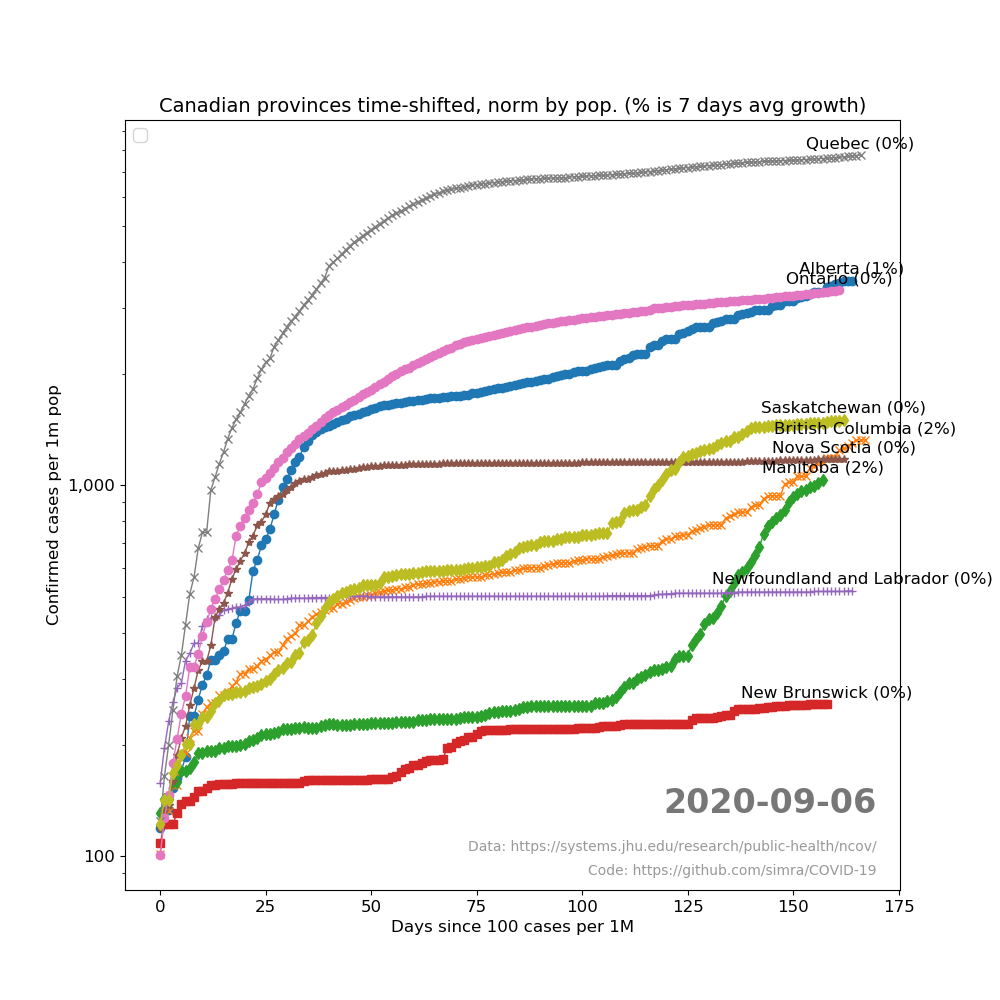 Canadian provinces time-shifted, norm by pop. (% is 7 days avg growth)
Quebec (0%)
Alberta (1%)
Ontario (0%)
Saskatchewan (0%)
British Columbia (2%)
Nova Scotia (0%)
Manitoba (2%)
Newfoundland and Labrador (0%)
New Brunswick (0%)
1,000
100
Confirmed cases per 1m pop
2020-09-06
Data: https://systems.jhu.edu/research/public-health/ncov/
Code: https://github.com/simra/COVID-19
0 25 50 75 100 125 150 175
Days since 100 cases per 1M